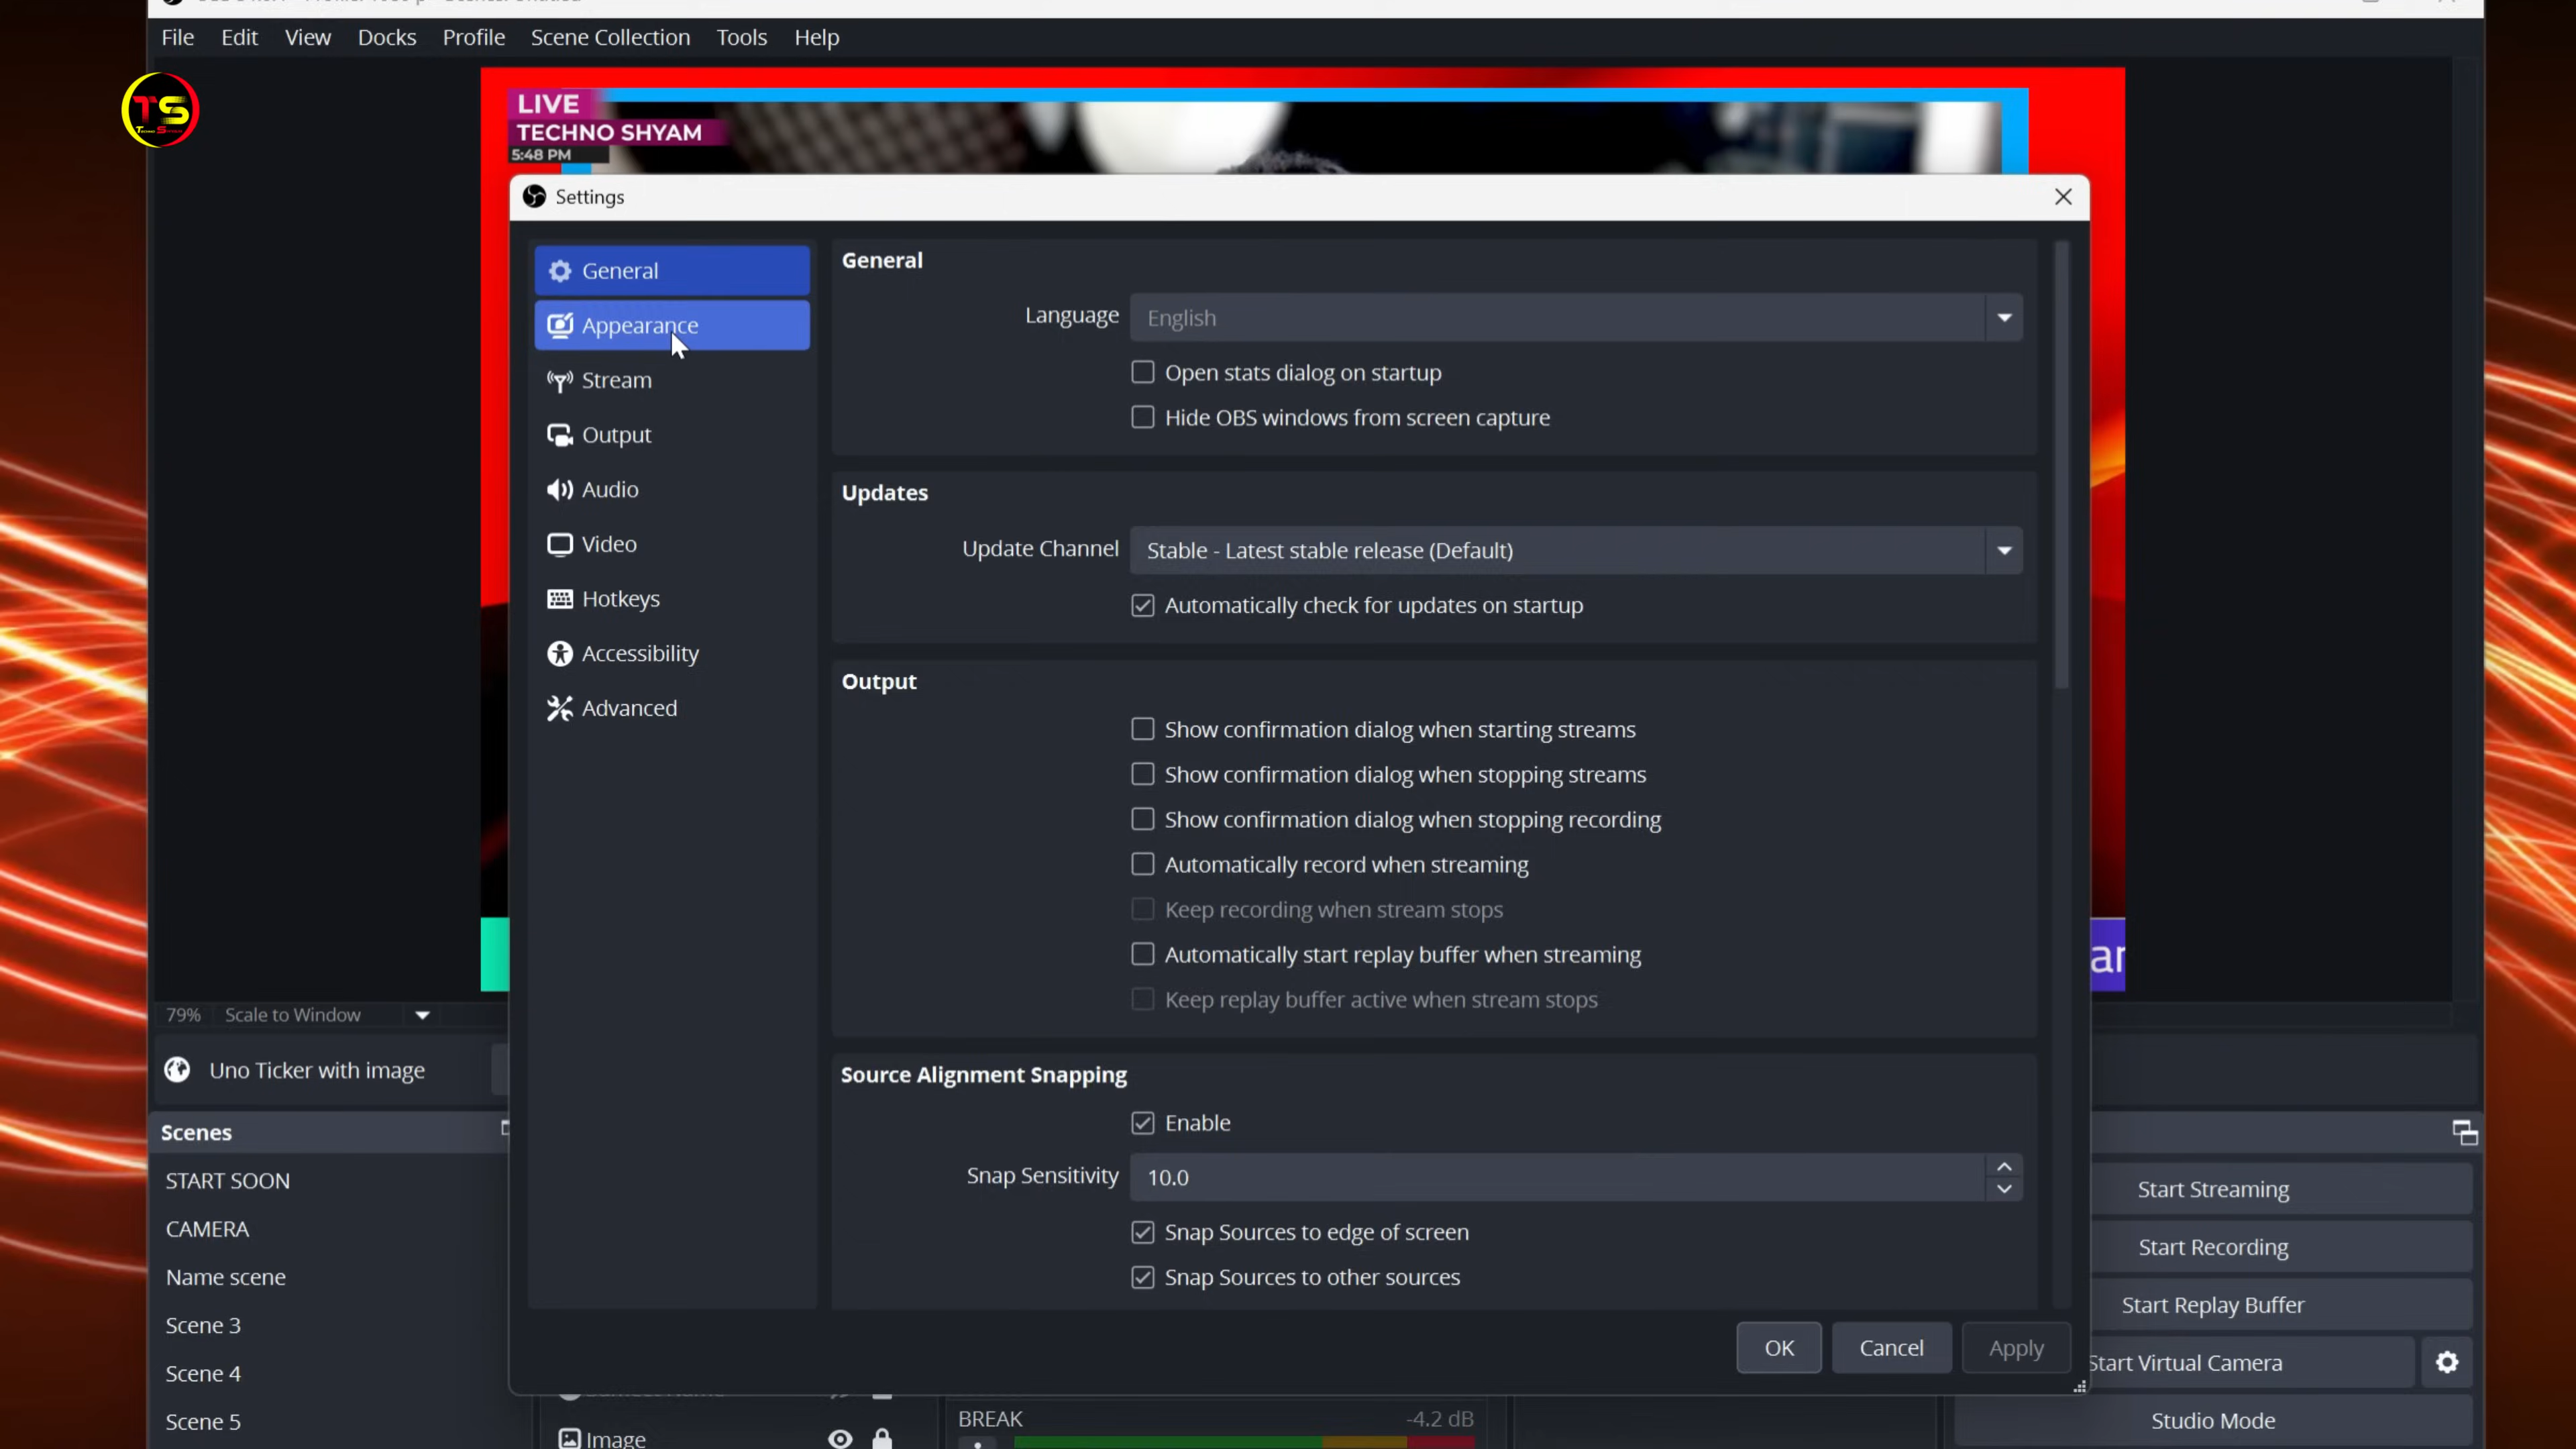 File Edit View Docks Profile Scene Collection Tools Help
TS
LIVE
TECHNO SHYAM
5:48 PM
Settings
General
Appearance
Stream
Output
Audio
Video
Hotkeys
Accessibility
Advanced
General
Language English
Open stats dialog on startup
Hide OBS windows from screen capture
Updates
Update Channel Stable - Latest stable release (Default)
Automatically check for updates on startup
Output
Show confirmation dialog when starting streams
Show confirmation dialog when stopping streams
Show confirmation dialog when stopping recording
Automatically record when streaming
Keep recording when stream stops
Automatically start replay buffer when streaming
Keep replay buffer active when stream stops
Source Alignment Snapping
Enable
Snap Sensitivity 10.0
Snap Sources to edge of screen
Snap Sources to other sources
OK Cancel Apply
79% Scale to Window
Uno Ticker with image
Scenes
START SOON
CAMERA
Name scene
Scene 3
Scene 4
Scene 5
Image
BREAK -4.2 dB
Start Streaming
Start Recording
Start Replay Buffer
Start Virtual Camera
Studio Mode